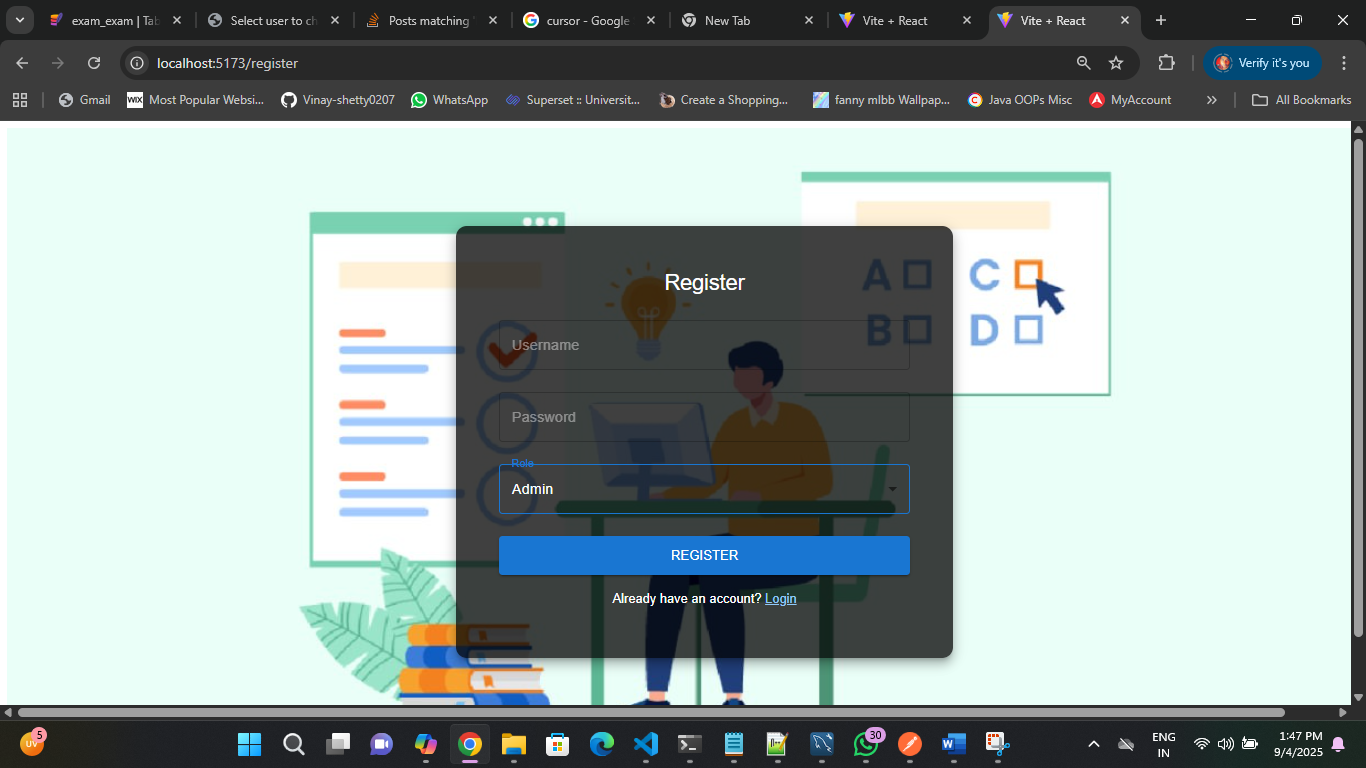 exam_exam | Tab
Select user to ch
Posts matching
cursor - Google
New Tab
Vite + React
Vite + React
localhost:5173/register
Verify it's you
Gmail
WIX
Most Popular Websi...
Vinay-shetty0207
WhatsApp
Superset :: Universit...
Create a Shopping...
fanny mlbb Wallpap...
Java OOPs Misc
MyAccount
All Bookmarks
Register
A C
B D
Username
Password
Role
Admin
REGISTER
Already have an account? Login
UV 5
30
ENG
IN
1:47 PM
9/4/2025